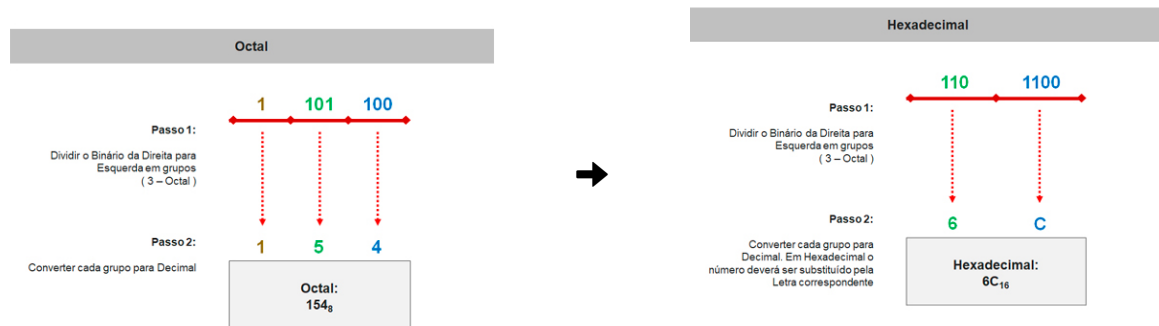 Octal
1 101 100
Passo 1:
Dividir o Binário da Direita para
Esquerda em grupos
( 3 – Octal )
Passo 2:
1 5 4
Converter cada grupo para Decimal
Octal:
154₈
Hexadecimal
110 1100
Passo 1:
Dividir o Binário da Direita para
Esquerda em grupos
( 3 – Octal )
Passo 2:
6 C
Converter cada grupo para
Decimal. Em Hexadecimal o
número deverá ser substituído pela
Letra correspondente
Hexadecimal:
6C₁₆